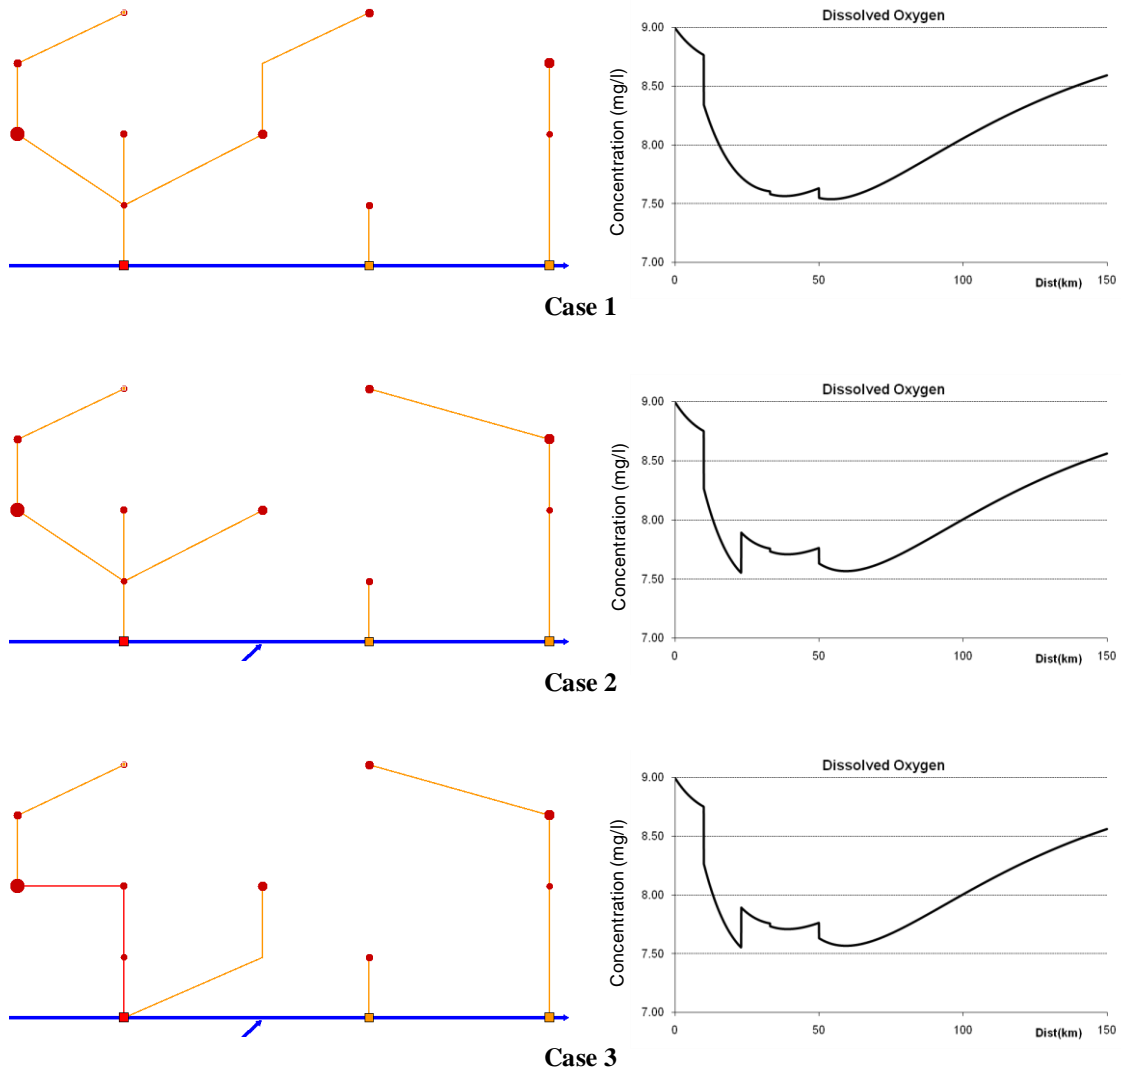 Dissolved Oxygen
Concentration (mg/l)
9.00
8.50
8.00
7.50
7.00
0
50
100
150
Dist(km)
Case 1
Dissolved Oxygen
Concentration (mg/l)
9.00
8.50
8.00
7.50
7.00
0
50
100
150
Dist(km)
Case 2
Dissolved Oxygen
Concentration (mg/l)
9.00
8.50
8.00
7.50
7.00
0
50
100
150
Dist(km)
Case 3